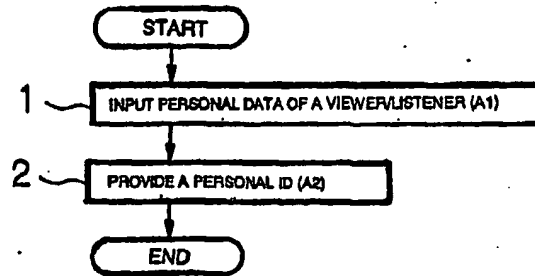 START
1 INPUT PERSONAL DATA OF A VIEWER/LISTENER (A1)
2 PROVIDE A PERSONAL ID (A2)
END